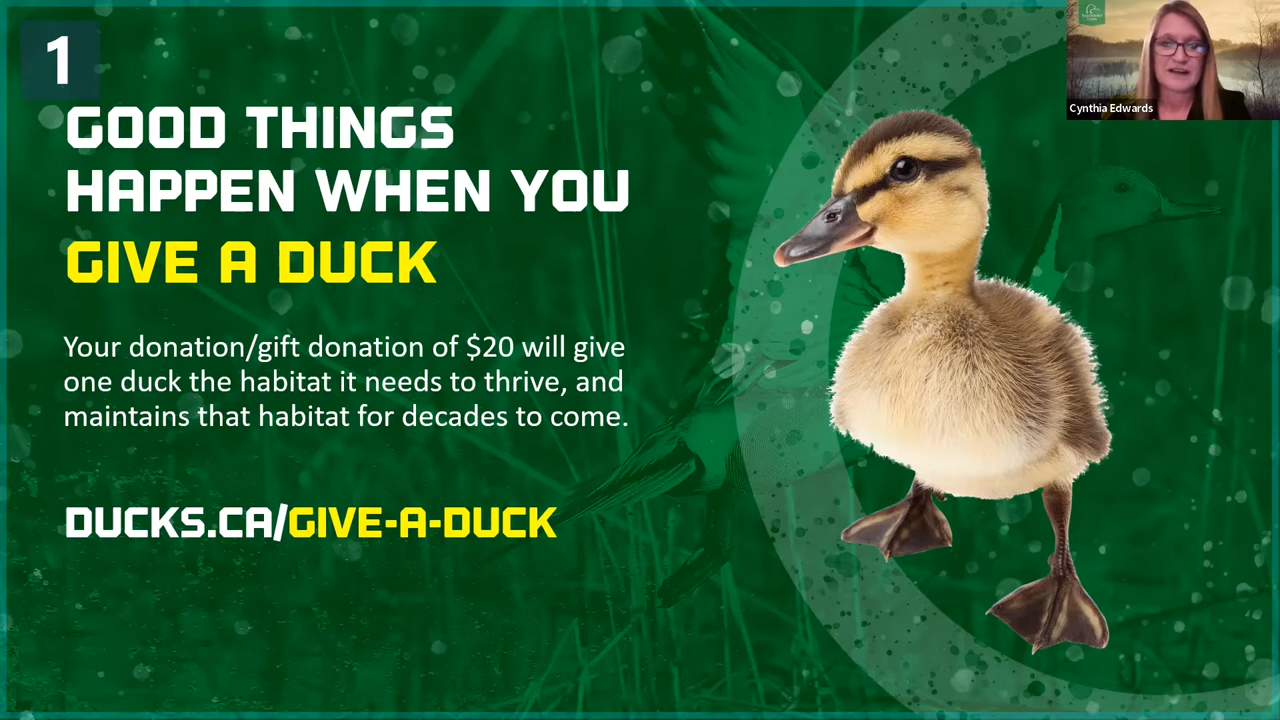 1
GOOD THINGS
HAPPEN WHEN YOU
GIVE A DUCK
Your donation/gift donation of $20 will give
one duck the habitat it needs to thrive, and
maintains that habitat for decades to come.
DUCKS.CA/GIVE-A-DUCK
Cynthia Edwards